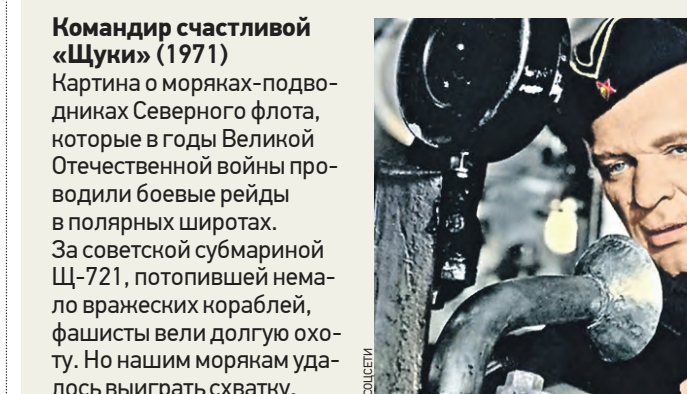 Командир счастливой
«Щуки» (1971)
Картина о моряках-подво-
дниках Северного флота,
которые в годы Великой
Отечественной войны про-
водили боевые рейды
в полярных широтах.
За советской субмариной
Щ-721, потопившей нема-
ло вражеских кораблей,
фашисты вели долгую охо-
ту. Но нашим морякам уда-
лось выиграть схватку.
СОЦСЕТИ